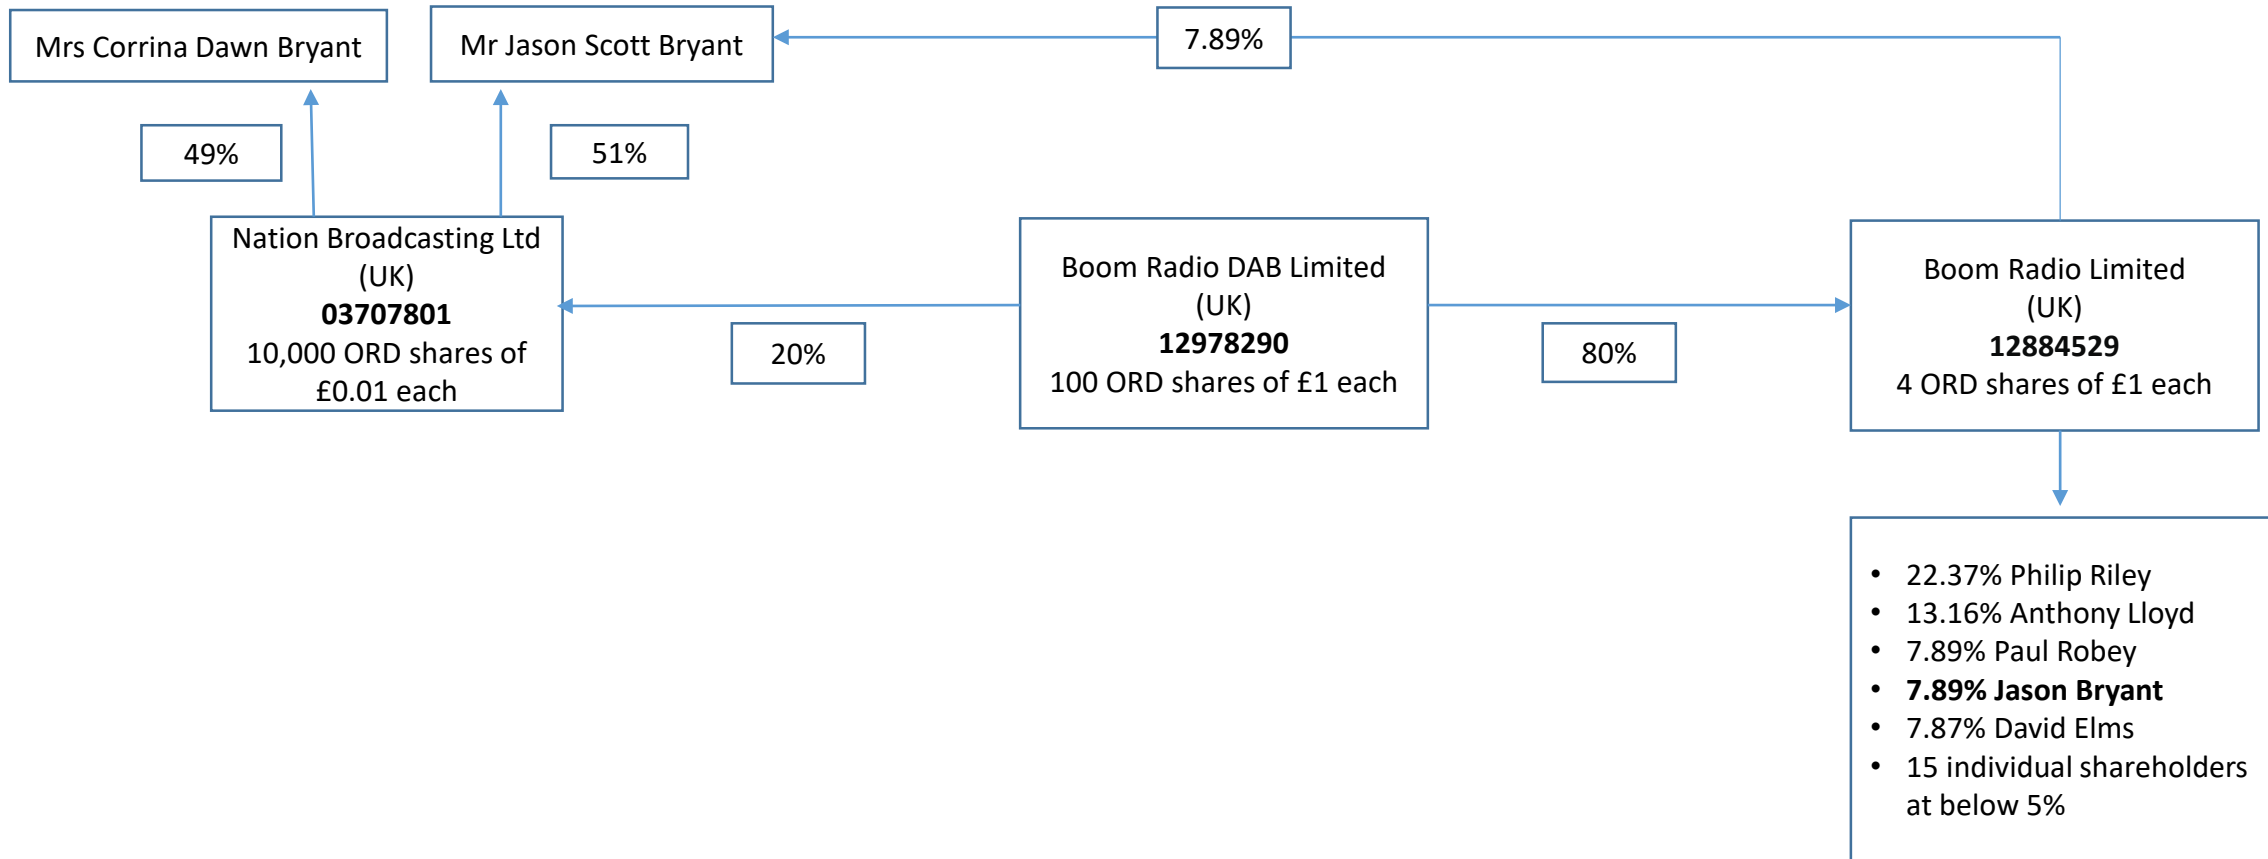 Mrs Corrina Dawn Bryant
Mr Jason Scott Bryant
7.89%
49%
51%
Nation Broadcasting Ltd
(UK)
03707801
10,000 ORD shares of
£0.01 each
20%
Boom Radio DAB Limited
(UK)
12978290
100 ORD shares of £1 each
80%
Boom Radio Limited
(UK)
12884529
4 ORD shares of £1 each
• 22.37% Philip Riley
• 13.16% Anthony Lloyd
• 7.89% Paul Robey
• 7.89% Jason Bryant
• 7.87% David Elms
• 15 individual shareholders
at below 5%